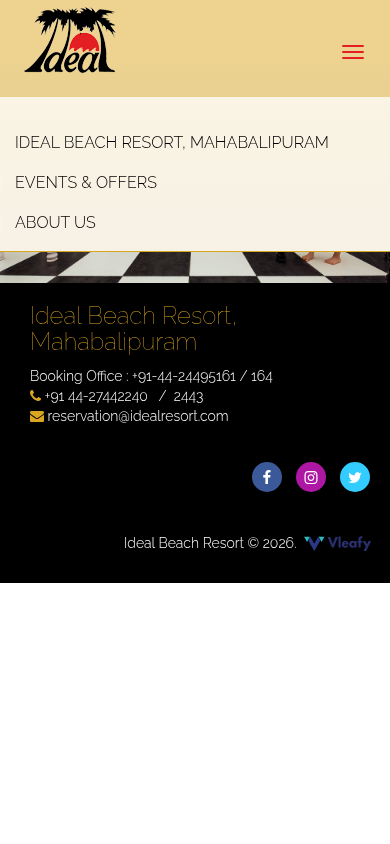 Ideal
IDEAL BEACH RESORT, MAHABALIPURAM
EVENTS & OFFERS
ABOUT US
Ideal Beach Resort,
Mahabalipuram
Booking Office : +91-44-24495161 / 164
+91 44-27442240 / 2443
reservation@idealresort.com
Ideal Beach Resort © 2026. Vleafy